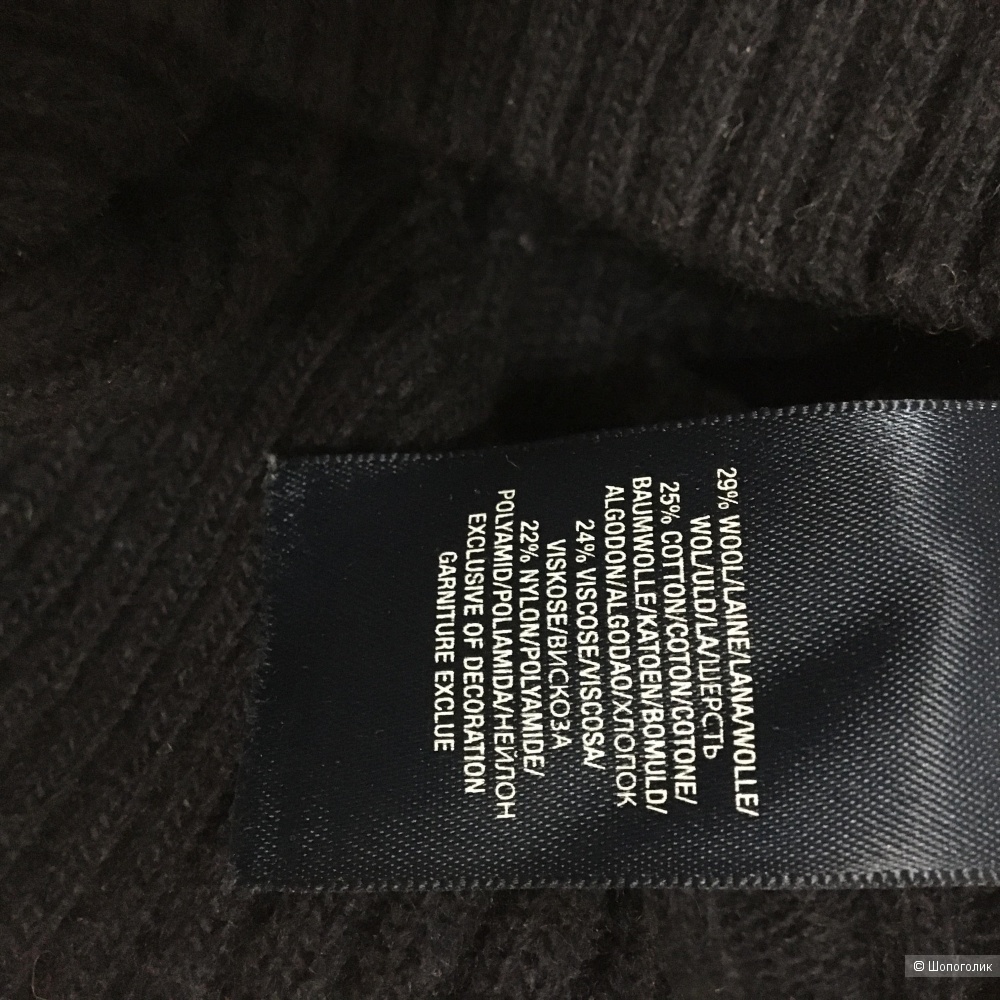 29% WOOL/LAINE/LANA/WOLLE/
WOL/ULD/LA/ШЕРСТЬ
25% COTTON/COTON/COTONE/
BAUMWOLLE/KATOEN/BOMULD/
ALGODON/ALGODAO/ХЛОПОК
24% VISCOSE/VISCOSA/
VISKOSE/ВИСКОЗА
22% NYLON/POLYAMIDE/
POLYAMID/POLIAMIDA/НЕЙЛОН
EXCLUSIVE OF DECORATION
GARNITURE EXCLUE
© Шопоголик